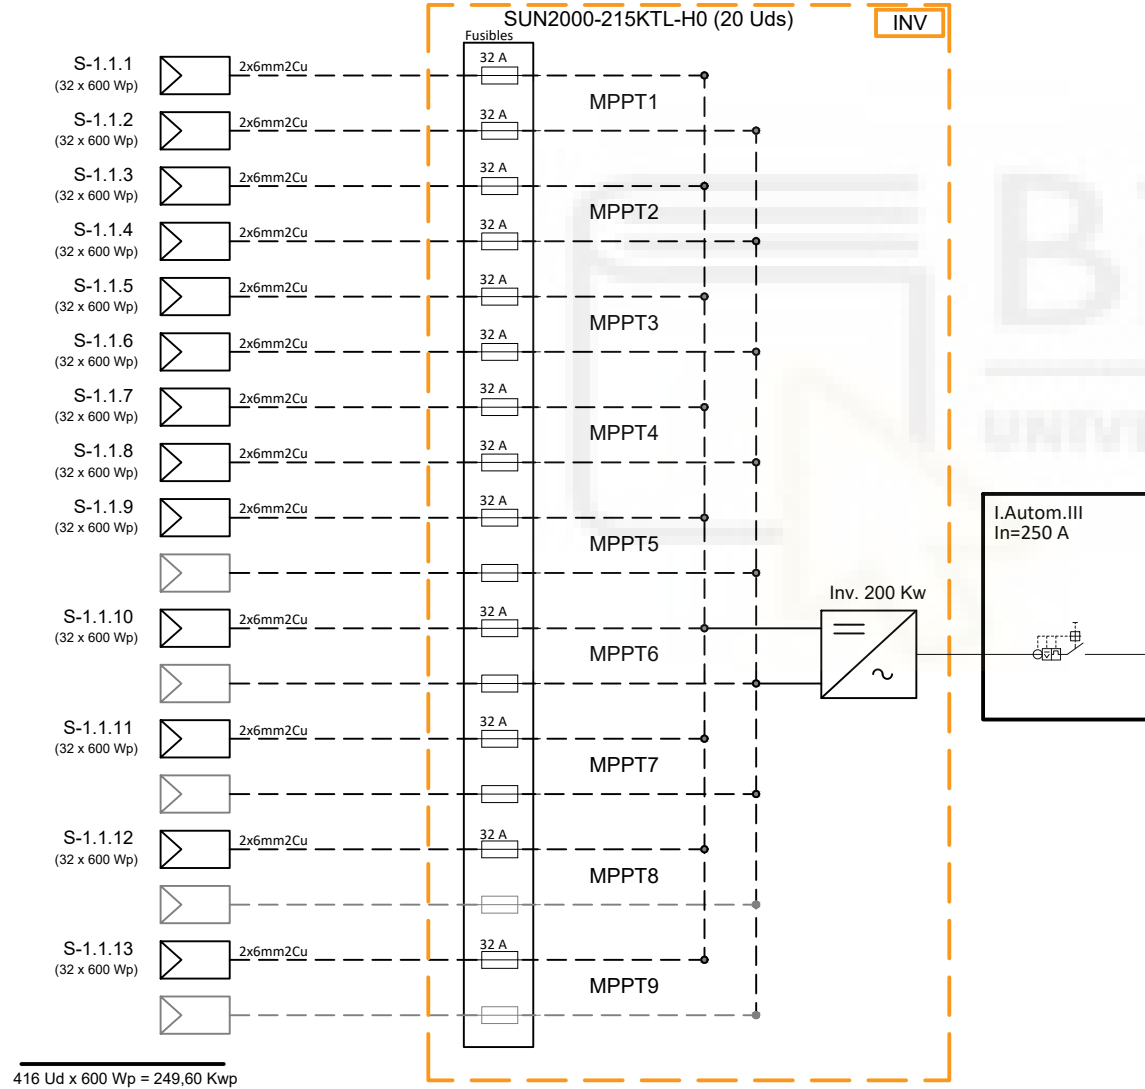 SUN2000-215KTL-H0 (20 Uds)
INV
Fusibles
S-1.1.1
(32 x 600 Wp)
2x6mm2Cu
32 A
MPPT1
S-1.1.2
(32 x 600 Wp)
2x6mm2Cu
32 A
S-1.1.3
(32 x 600 Wp)
2x6mm2Cu
32 A
MPPT2
S-1.1.4
(32 x 600 Wp)
2x6mm2Cu
32 A
S-1.1.5
(32 x 600 Wp)
2x6mm2Cu
32 A
MPPT3
S-1.1.6
(32 x 600 Wp)
2x6mm2Cu
32 A
S-1.1.7
(32 x 600 Wp)
2x6mm2Cu
32 A
MPPT4
S-1.1.8
(32 x 600 Wp)
2x6mm2Cu
32 A
S-1.1.9
(32 x 600 Wp)
2x6mm2Cu
32 A
MPPT5
I.Autom.III
In=250 A
Inv. 200 Kw
S-1.1.10
(32 x 600 Wp)
2x6mm2Cu
32 A
MPPT6
S-1.1.11
(32 x 600 Wp)
2x6mm2Cu
32 A
MPPT7
S-1.1.12
(32 x 600 Wp)
2x6mm2Cu
32 A
MPPT8
S-1.1.13
(32 x 600 Wp)
2x6mm2Cu
32 A
MPPT9
416 Ud x 600 Wp = 249,60 Kwp